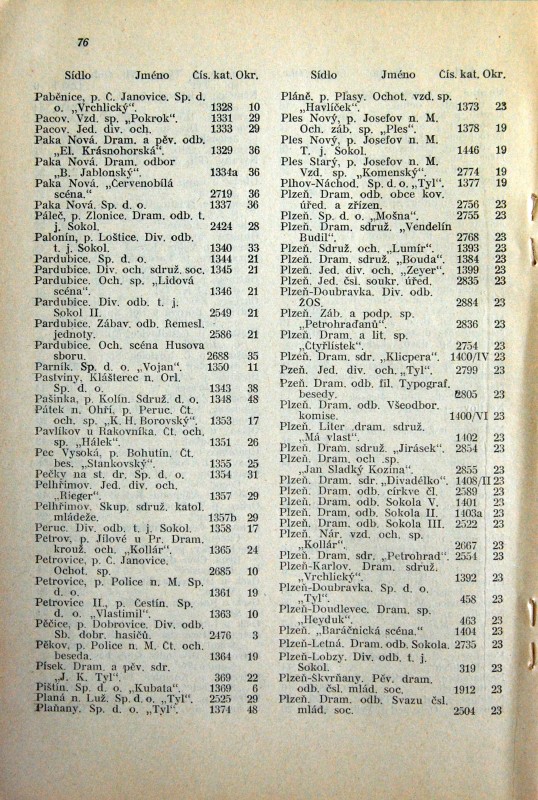 76
Sídlo Jméno Čís. kat. Okr.
Paběnice, p. Č. Janovice. Sp. d.
o. „Vrchlický“. 1328 10
Pacov. Vzd. sp. „Pokrok“. 1331 29
Pacov. Jed. div. och. 1333 29
Paka Nová. Dram. a pěv. odb.
„El. Krásnohorská“. 1329 36
Paka Nová. Dram. odbor
„B. Jablonský“. 1334a 36
Paka Nová. „Červenobílá
scéna.“ 2719 36
Paka Nová. Sp. d. o. 1337 36
Páleč, p. Zlonice. Dram. odb. t.
j. Sokol. 2424 28
Palonín, p. Loštice. Div. odb.
t. j. Sokol. 1340 33
Pardubice. Sp. d. o. 1344 21
Pardubice. Div. och. sdruž. soc. 1345 21
Pardubice. Och. sp. „Lidová
scéna“. 1346 21
Pardubice. Div. odb. t. j.
Sokol II. 2549 21
Pardubice. Zábav. odb. Řemesl.
jednoty. 2586 21
Pardubice. Och. scéna Husova
sboru. 2688 35
Parník. Sp. d. o. „Vojan“. 1350 11
Pastviny, Klášterec n. Orl.
Sp. d. o. 1343 38
Pašinka, p. Kolín. Sdruž. d. o. 1348 48
Pátek n. Ohří, p. Peruc. Čt.
och. sp. „K. H. Borovský“. 1353 17
Pavlíkov u Rakovníka. Čt. och.
sp. „Hálek“. 1351 26
Pec Vysoká, p. Bohutín. Čt.
bes. „Stankovský“. 1355 25
Pečky na st. dr. Sp. d. o. 1354 31
Pelhřimov. Jed. div. och.
„Rieger“. 1357 29
Pelhřimov. Skup. sdruž. katol.
mládeže. 1357b 29
Peruc. Div. odb. t. j. Sokol. 1358 17
Petrov, p. Jílové u Pr. Dram.
krouž. och. „Kollár“. 1365 24
Petrovice, p. Č. Janovice.
Ochot. sp. 2685 10
Petrovice, p. Police n. M. Sp.
d. o. 1361 19
Petrovice II., p. Čestín. Sp.
d. o. „Vlastimil“. 1363 10
Pěčice, p. Dobrovice. Div. odb.
Sb. dobr. hasičů. 2476 3
Pěkov, p. Police n. M. Čt. och.
beseda. 1364 19
Písek. Dram. a pěv. sdr.
„J. K. Tyl“. 369 22
Pištín. Sp. d. o. „Kubata“. 1369 6
Planá n. Luž. Sp. d. o. „Tyl“. 2525 29
Plaňany. Sp. d. o. „Tyl“. 1374 48
Sídlo Jméno Čís. kat. Okr.
Pláně, p. Plasy. Ochot. vzd. sp.
„Havlíček“. 1373 23
Ples Nový, p. Josefov n. M.
Och. záb. sp. „Ples“. 1378 19
Ples Nový, p. Josefov n. M.
T. j. Sokol. 1446 19
Ples Starý, p. Josefov n. M.
Vzd. sp. „Komenský“. 2774 19
Plhov-Náchod. Sp. d. o. „Tyl“. 1377 19
Plzeň. Dram. odb. obce kov.
úřed. a zřízen. 2756 23
Plzeň. Sp. d. o. „Mošna“. 2755 23
Plzeň. Dram. sdruž. „Vendelín
Budil“. 2768 23
Plzeň. Sdruž. och. „Lumír“. 1393 23
Plzeň. Dram. sdruž. „Bouda“. 1384 23
Plzeň. Jed. div. och. „Zeyer“. 1399 23
Plzeň. Jed. čsl. soukr. úřed. 2835 23
Plzeň-Doubravka. Div. odb.
ŽOS. 2884 23
Plzeň. Záb. a podp. sp.
„Petrohraďanů“. 2836 23
Plzeň. Dram. a lit. sp.
„Čtyřlístek“. 2754 23
Plzeň. Dram. sdr. „Klicpera“. 1400/IV 23
Pzeň. Jed. div. och. „Tyl“. 2799 23
Plzeň. Dram. odb. fil. Typograf.
besedy. 2805 23
Plzeň. Dram. odb. Všeodbor.
komise. 1400/VI 23
Plzeň. Liter .dram. sdruž.
„Má vlast“. 1402 23
Plzeň. Dram. sdruž. „Jirásek“. 2854 23
Plzeň. Dram. och .sp.
„Jan Sladký Kozina“. 2855 23
Plzeň. Dram. sdr. „Divadélko“. 1408/II 23
Plzeň. Dram. odb. církve čl. 2589 23
Plzeň. Dram. odb. Sokola V. 1401 23
Plzeň. Dram. odb. Sokola II. 1403a 23
Plzeň. Dram. odb. Sokola III. 2522 23
Plzeň. Nár. vzd. och. sp.
„Kollár“. 2667 23
Plzeň. Dram. sdr. „Petrohrad“. 2554 23
Plzeň-Karlov. Dram. sdruž.
„Vrchlický“. 1392 23
Plzeň-Doubravka. Sp. d. o.
„Tyl“. 458 23
Plzeň-Doudlevec. Dram. sp.
„Heyduk“. 463 23
Plzeň. „Baráčnická scéna.“ 1404 23
Plzeň-Letná. Dram. odb. Sokola. 2735 23
Plzeň-Lobzy. Div. odb. t. j.
Sokol. 319 23
Plzeň-Škvrňany. Pěv. dram.
odb. čsl. mlád. soc. 1912 23
Plzeň. Dram. odb. Svazu čsl.
mlád. soc. 2504 23